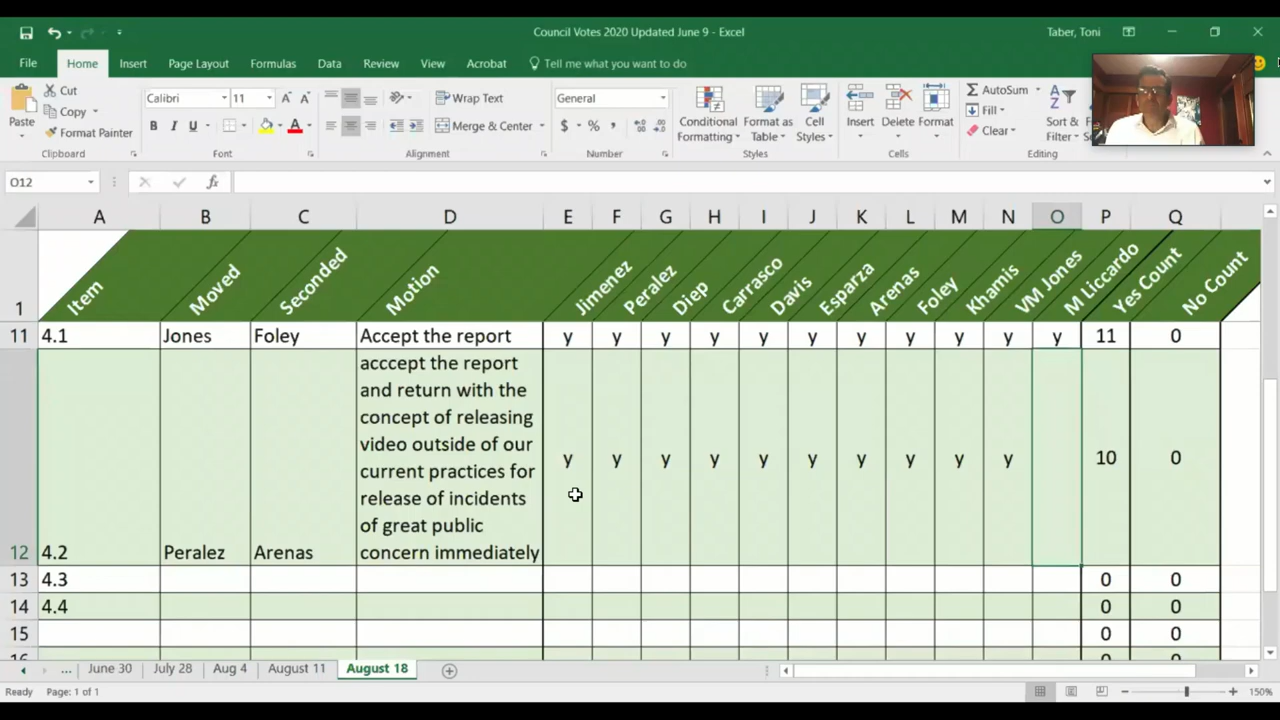 Council Votes 2020 Updated June 9 - Excel
Taber, Toni
File Home Insert Page Layout Formulas Data Review View Acrobat Tell me what you want to do
Paste
Cut
Copy
Format Painter
Clipboard
Calibri 11
B I U
Font
Wrap Text
Merge & Center
Alignment
General
$ % ,
Number
Conditional Formatting
Format as Table
Cell Styles
Styles
Insert Delete Format
Cells
AutoSum
Fill
Clear
Sort & Filter
Editing
O12
fx
A B C D E F G H I J K L M N O P Q
1 Item Moved Seconded Motion Jimenez Peralez Diep Carrasco Davis Esparza Arenas Foley Khamis VM Jones M Liccardo Yes Count No Count
11 4.1 Jones Foley Accept the report y y y y y y y y y y y 11 0
acccept the report
and return with the
concept of releasing
video outside of our
current practices for
release of incidents
of great public
concern immediately
12 4.2 Peralez Arenas y y y y y y y y y y 10 0
13 4.3 0 0
14 4.4 0 0
15 0 0
16
... June 30 July 28 Aug 4 August 11 August 18
Ready Page: 1 of 1
150%